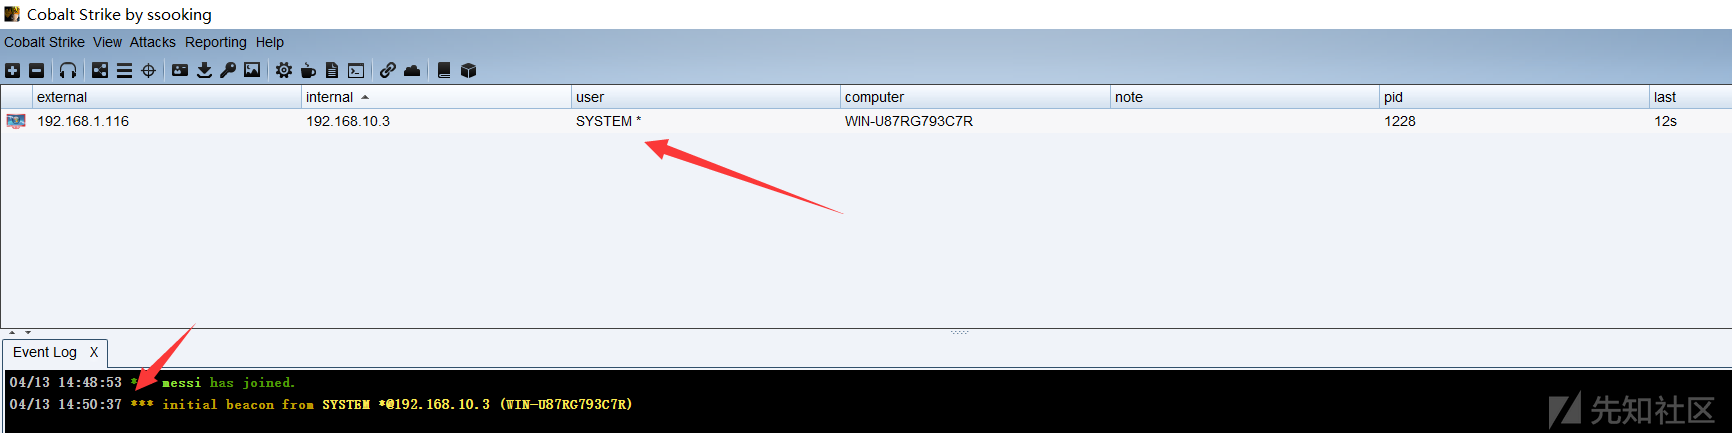 Cobalt Strike by ssooking
Cobalt Strike View Attacks Reporting Help
external internal user computer note pid last
192.168.1.116 192.168.10.3 SYSTEM * WIN-U87RG793C7R 1228 12s
Event Log X
04/13 14:48:53 * messi has joined.
04/13 14:50:37 *** initial beacon from SYSTEM *@192.168.10.3 (WIN-U87RG793C7R)
先知社区